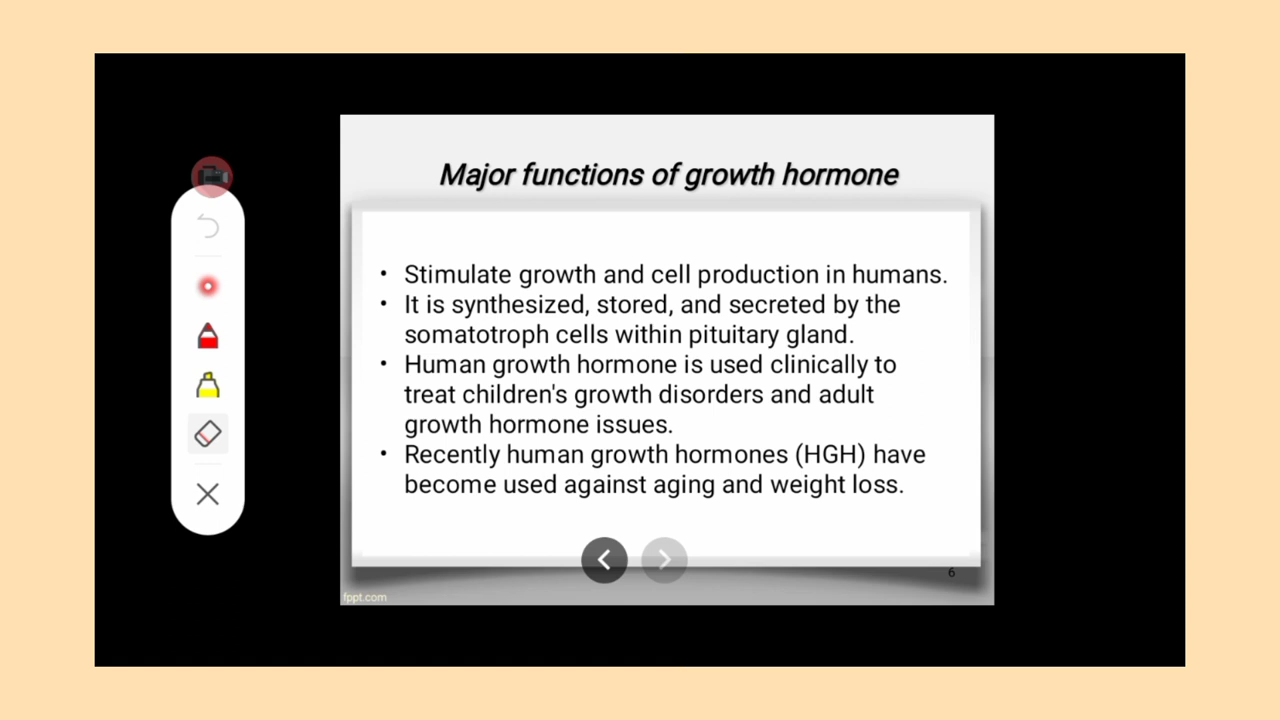 Major functions of growth hormone
• Stimulate growth and cell production in humans.
• It is synthesized, stored, and secreted by the
somatotroph cells within pituitary gland.
• Human growth hormone is used clinically to
treat children's growth disorders and adult
growth hormone issues.
• Recently human growth hormones (HGH) have
become used against aging and weight loss.
6
fppt.com